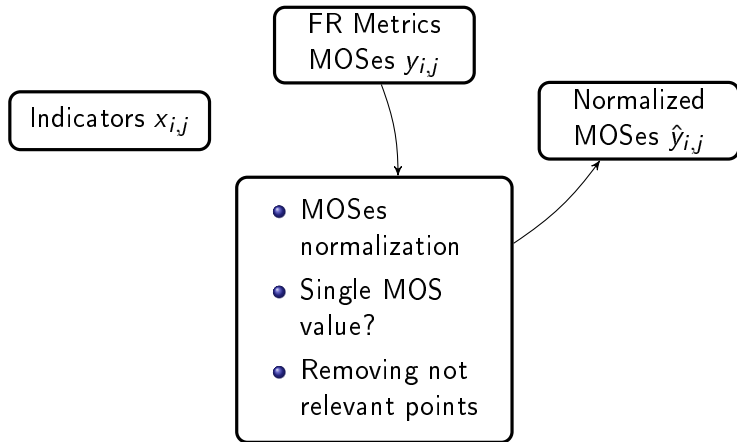 FR Metrics
MOSes y_{i,j}
Indicators x_{i,j}
Normalized
MOSes ŷ_{i,j}
MOSes
normalization
Single MOS
value?
Removing not
relevant points